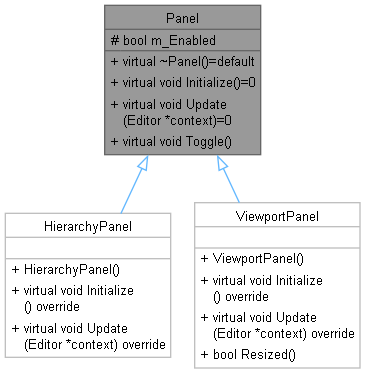 Panel
# bool m_Enabled
+ virtual ~Panel()=default
+ virtual void Initialize()=0
+ virtual void Update
(Editor *context)=0
+ virtual void Toggle()
HierarchyPanel
+ HierarchyPanel()
+ virtual void Initialize
() override
+ virtual void Update
(Editor *context) override
ViewportPanel
+ ViewportPanel()
+ virtual void Initialize
() override
+ virtual void Update
(Editor *context) override
+ bool Resized()